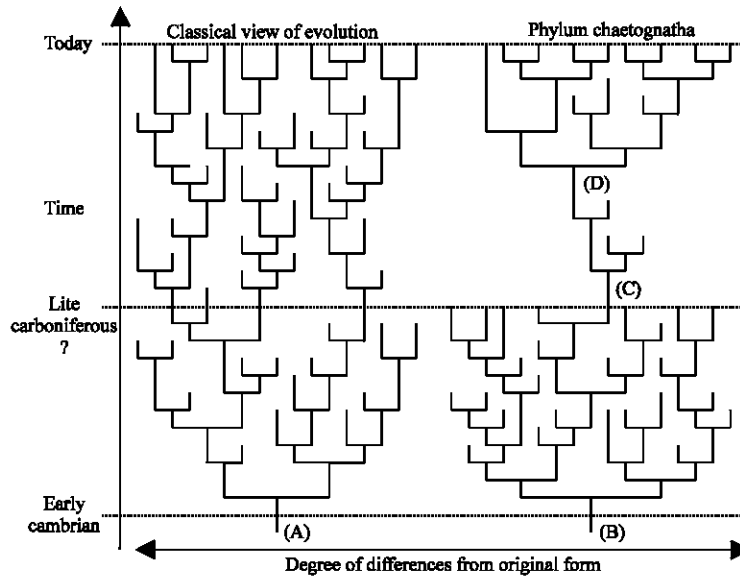 Classical view of evolution
Phylum chaetognatha
Today
(D)
Time
(C)
Lite
carboniferous
?
Early
cambrian
(A)
(B)
Degree of differences from original form